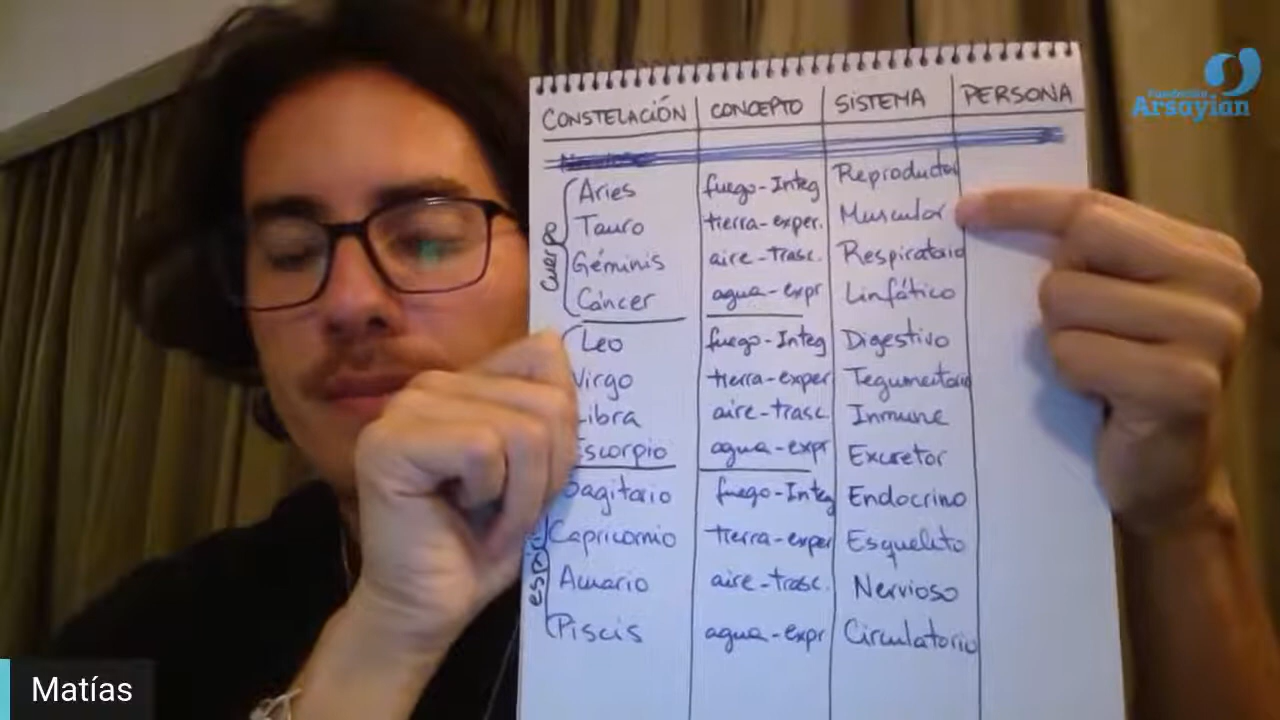 Fundación
Arsayian
CONSTELACIÓN CONCEPTO SISTEMA PERSONA
Aries fuego-Integ Reproductor
Tauro tierra-exper. Muscular
Géminis aire-trasc. Respiratorio
Cáncer agua-expr Linfático
Leo fuego-Integ Digestivo
Virgo tierra-exper Tegumentario
Libra aire-trasc Inmune
Escorpio agua-expr Excretor
Sagitario fuego-Integ Endocrino
Capricornio tierra-exper Esqueleto
Acuario aire-trasc. Nervioso
Piscis agua-expr Circulatorio
Matías